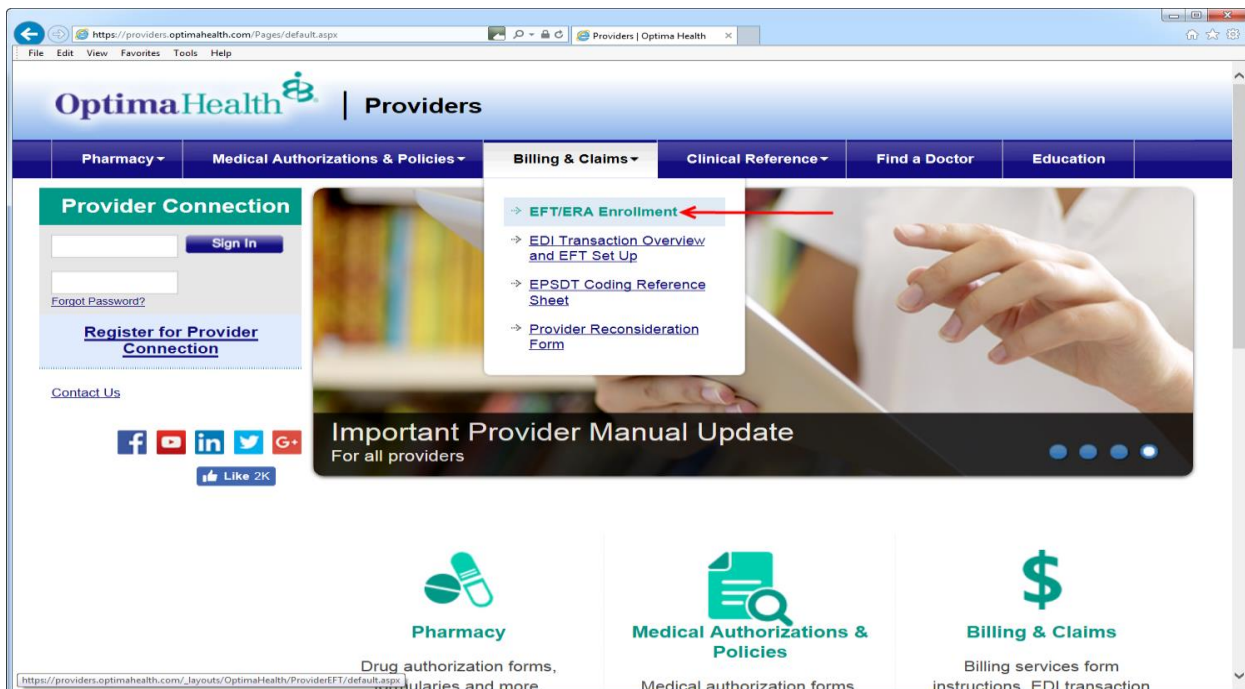 https://providers.optimahealth.com/Pages/default.aspx
Providers | Optima Health
File Edit View Favorites Tools Help
OptimaHealth | Providers
Pharmacy Medical Authorizations & Policies Billing & Claims Clinical Reference Find a Doctor Education
Provider Connection
Sign In
Forgot Password?
Register for Provider
Connection
Contact Us
Like 2K
EFT/ERA Enrollment
EDI Transaction Overview
and EFT Set Up
EPSDT Coding Reference
Sheet
Provider Reconsideration
Form
Important Provider Manual Update
For all providers
Pharmacy
Drug authorization forms,
formularies and more
Medical Authorizations &
Policies
Medical authorization forms
Billing & Claims
Billing services form
instructions, EDI transaction
https://providers.optimahealth.com/_layouts/OptimaHealth/ProviderEFT/default.aspx